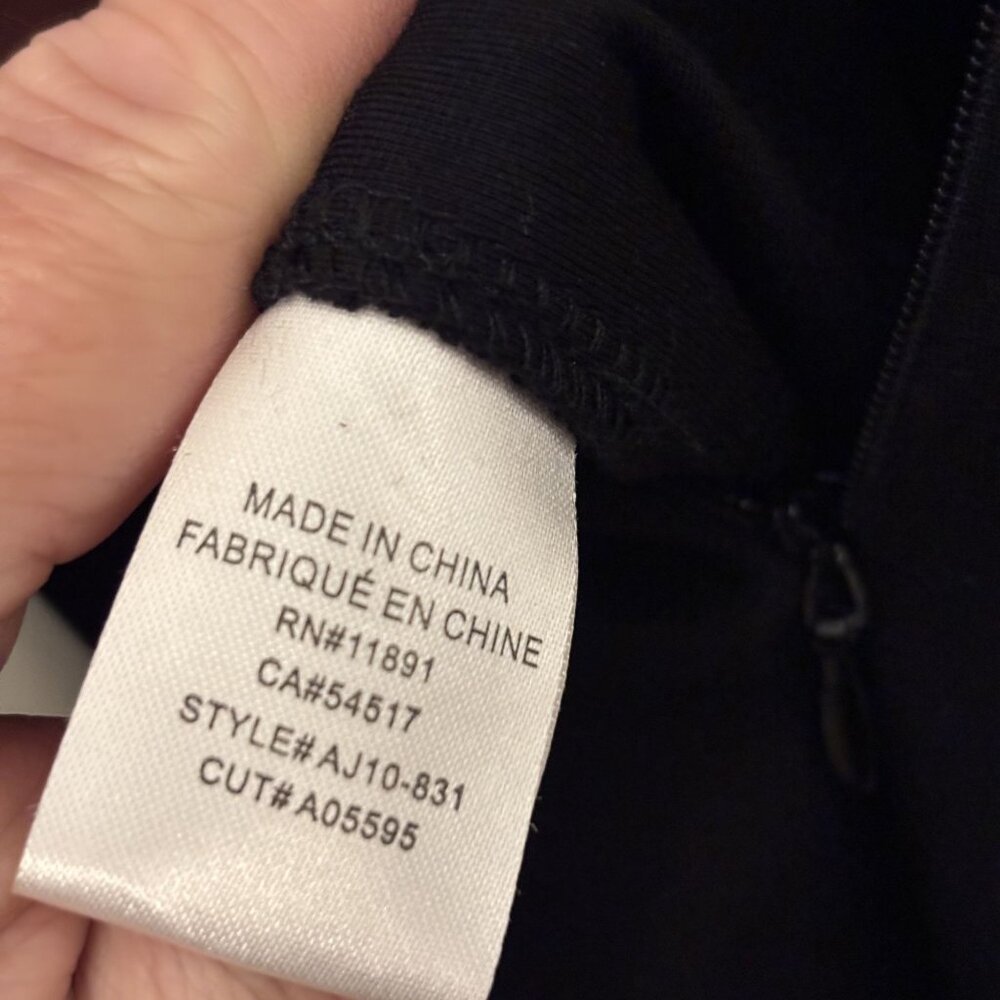 MADE IN CHINA
FABRIQUÉ EN CHINE
RN#11891
CA#54517
STYLE# AJ10-831
CUT# A05595